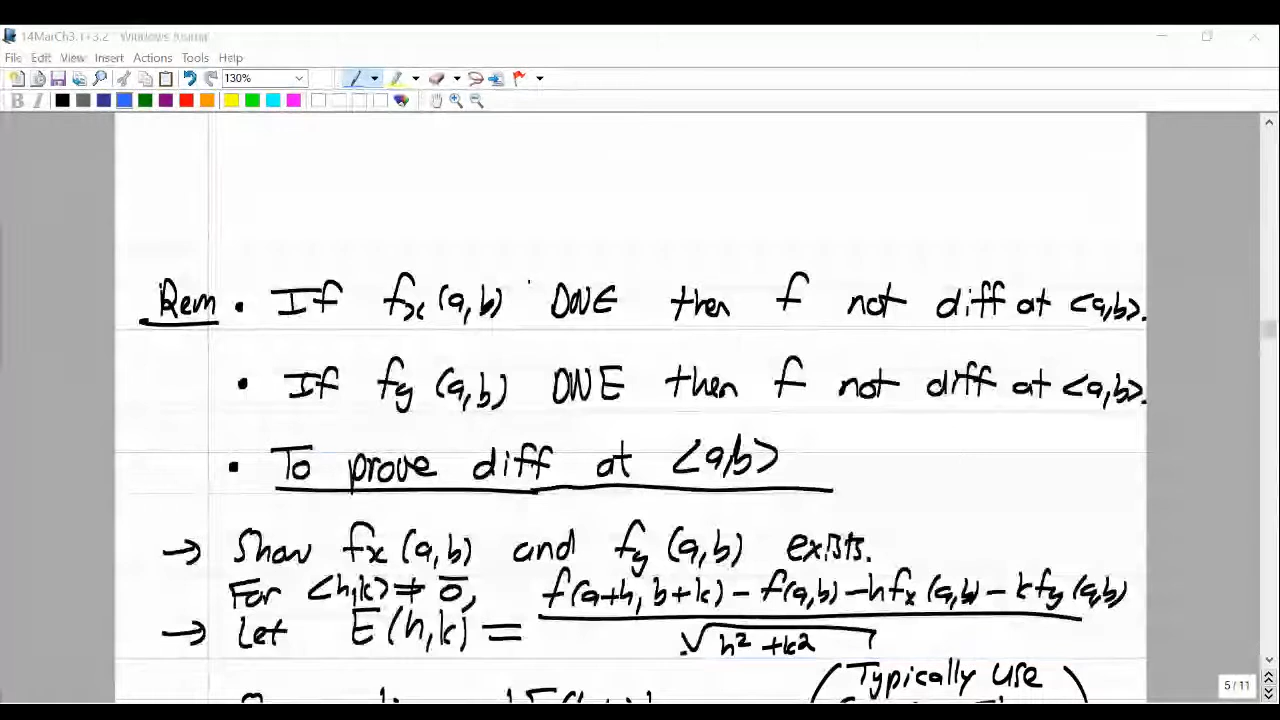 14MarCh3.1+3.2 - Windows Journal
File Edit View Insert Actions Tools Help
130%
B I
Rem • If fx (a,b) DNE then f not diff at <a,b>.
• If fy (a,b) DNE then f not diff at <a,b>.
• To prove diff at <a,b>
→ Show fx (a,b) and fy (a,b) exists.
For <h,k> ≠ 0̅, f(a+h, b+k) - f(a,b) - hfx (a,b) - kfy (a,b)
→ Let E(h,k) =
√h² + k²
(Typically use
5 / 11